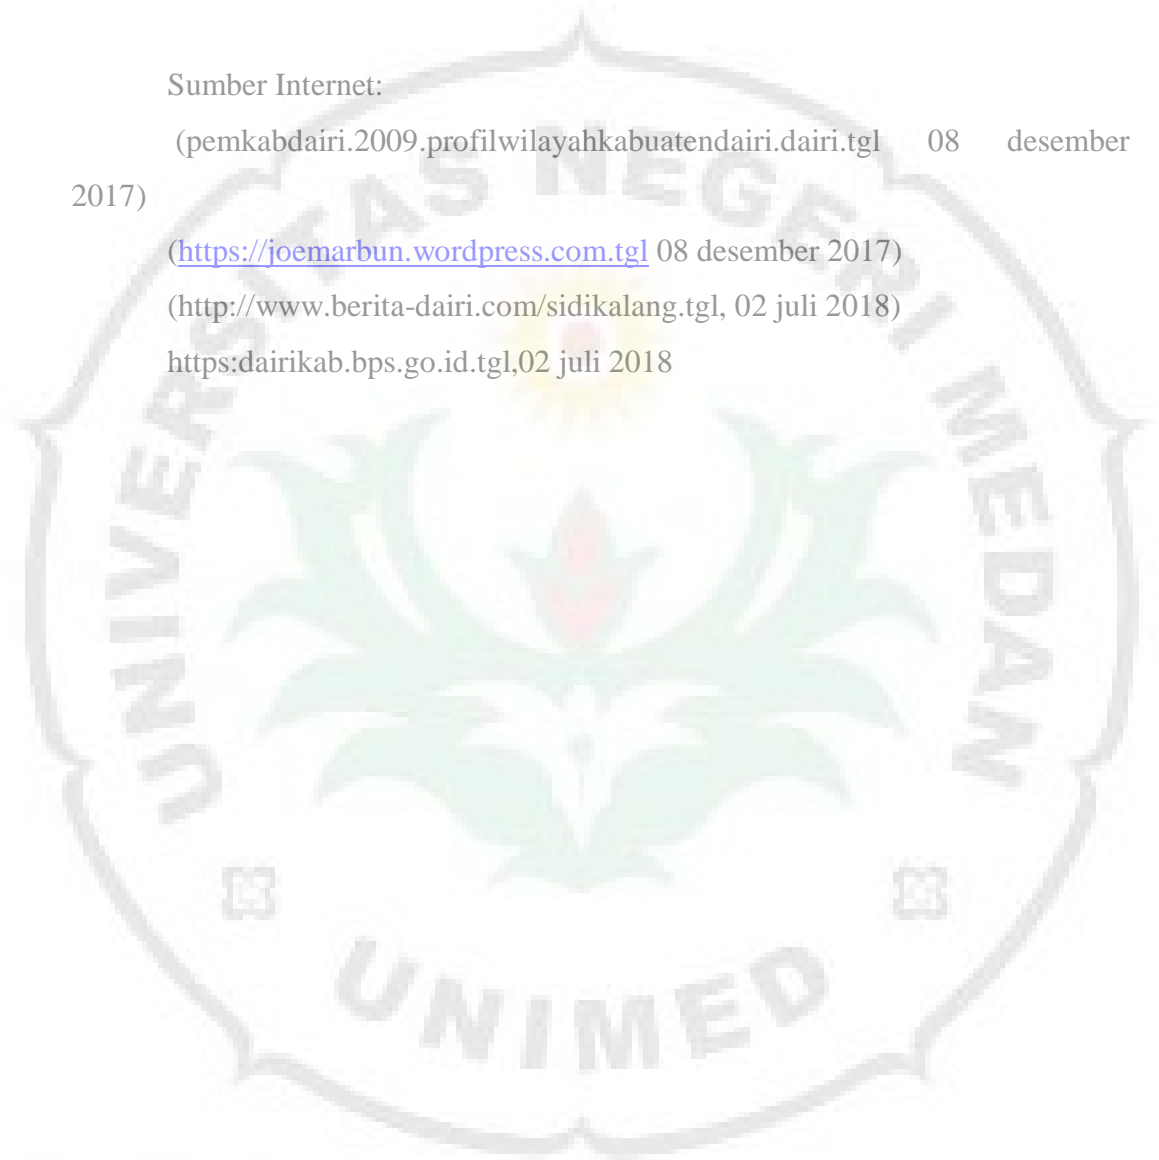 Sumber Internet:
(pemkabdairi.2009.profilwilayahkabuatendairi.dairi.tgl 08 desember
2017)
(https://joemarbun.wordpress.com.tgl 08 desember 2017)
(http://www.berita-dairi.com/sidikalang.tgl, 02 juli 2018)
https:dairikab.bps.go.id.tgl,02 juli 2018
UNIVERSITAS NEGERI MEDAN
UNIMED